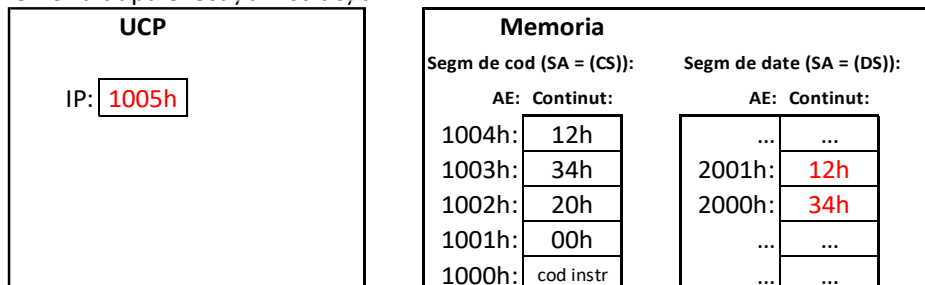 UCP
IP: 1005h
Memoria
Segm de cod (SA = (CS)): Segm de date (SA = (DS)):
AE: Continut: AE: Continut:
1004h: 12h ... ...
1003h: 34h 2001h: 12h
1002h: 20h 2000h: 34h
1001h: 00h ... ...
1000h: cod instr ... ...